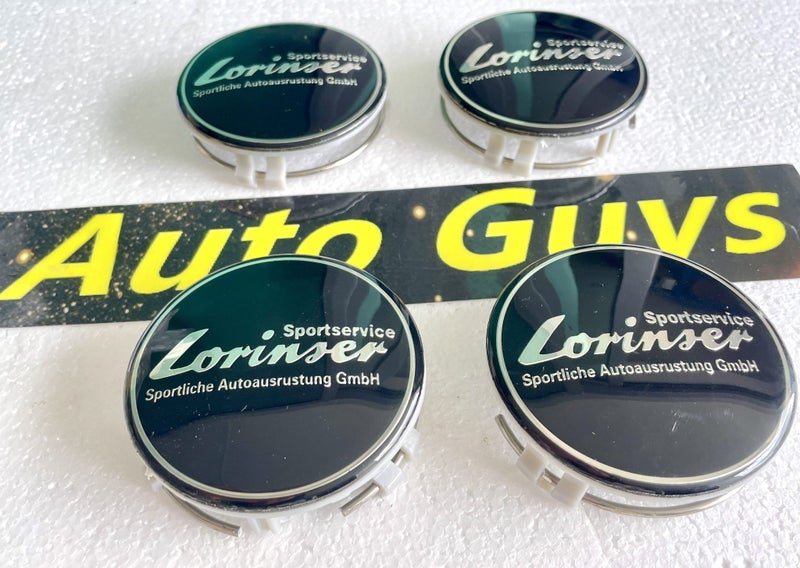 Sportservice
Lorinser
Sportliche Autoausrustung GmbH
Sportservice
Lorinser
Sportliche Autoausrustung GmbH
Auto Guys
Sportservice
Lorinser
Sportliche Autoausrustung GmbH
Sportservice
Lorinser
Sportliche Autoausrustung GmbH